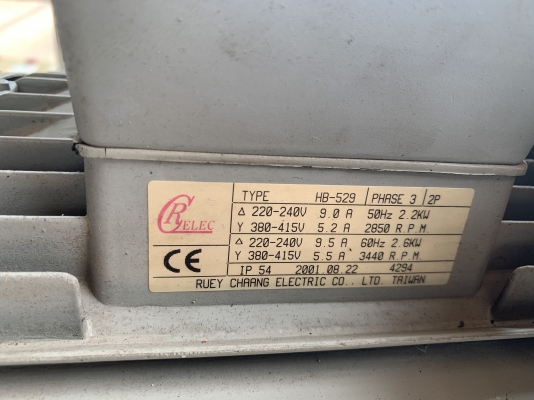 CR ELEC
TYPE HB-529 PHASE 3 2P
Δ 220-240V 9.0 A 50Hz 2.2KW
Y 380-415V 5.2 A 2850 R.P.M.
Δ 220-240V 9.5 A 60Hz 2.6KW
Y 380-415V 5.5 A 3440 R.P.M.
CE IP 54 2001.08.22 4294
RUEY CHAANG ELECTRIC CO., LTD. TAIWAN